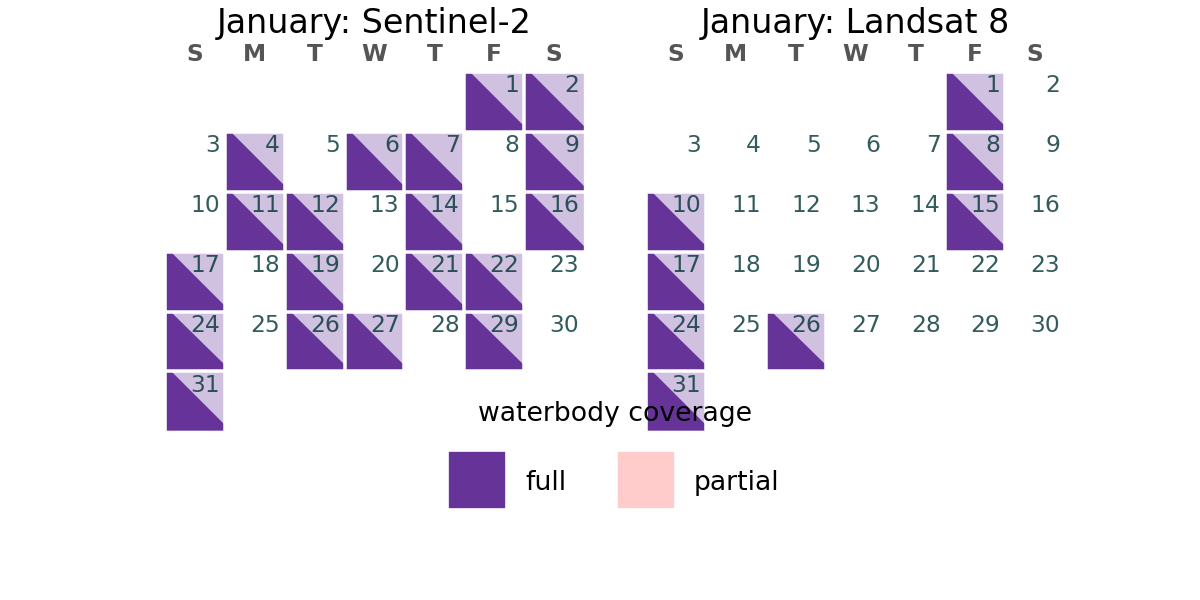 January: Sentinel-2
S M T W T F S
1 2
3 4 5 6 7 8 9
10 11 12 13 14 15 16
17 18 19 20 21 22 23
24 25 26 27 28 29 30
31
January: Landsat 8
S M T W T F S
1 2
3 4 5 6 7 8 9
10 11 12 13 14 15 16
17 18 19 20 21 22 23
24 25 26 27 28 29 30
31
waterbody coverage
full partial